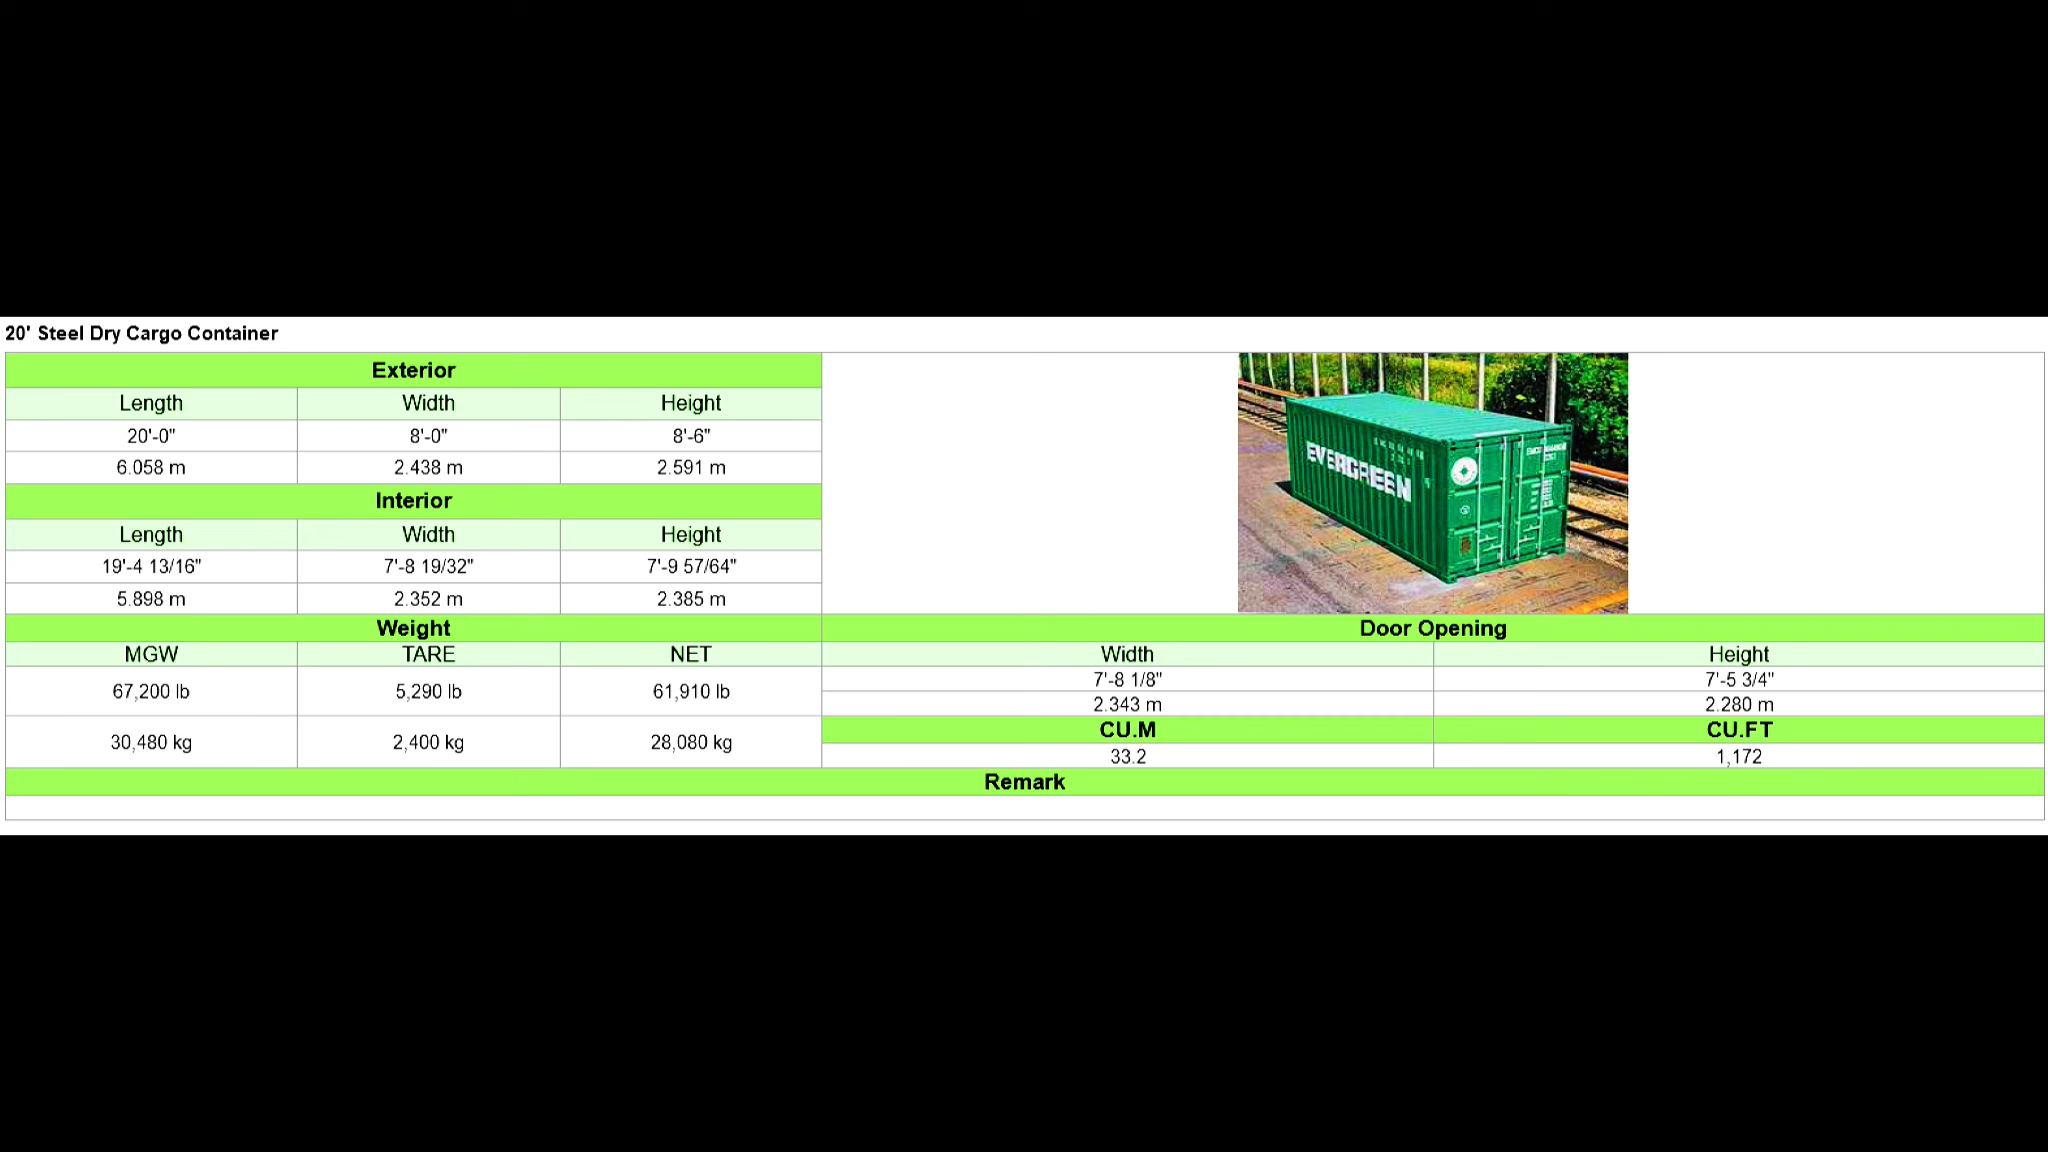 20' Steel Dry Cargo Container
Exterior
Length Width Height
20'-0" 8'-0" 8'-6"
6.058 m 2.438 m 2.591 m
Interior
Length Width Height
19'-4 13/16" 7'-8 19/32" 7'-9 57/64"
5.898 m 2.352 m 2.385 m
EVERGREEN
Weight Door Opening
MGW TARE NET Width Height
67,200 lb 5,290 lb 61,910 lb 7'-8 1/8" 7'-5 3/4"
2.343 m 2.280 m
30,480 kg 2,400 kg 28,080 kg CU.M CU.FT
33.2 1,172
Remark